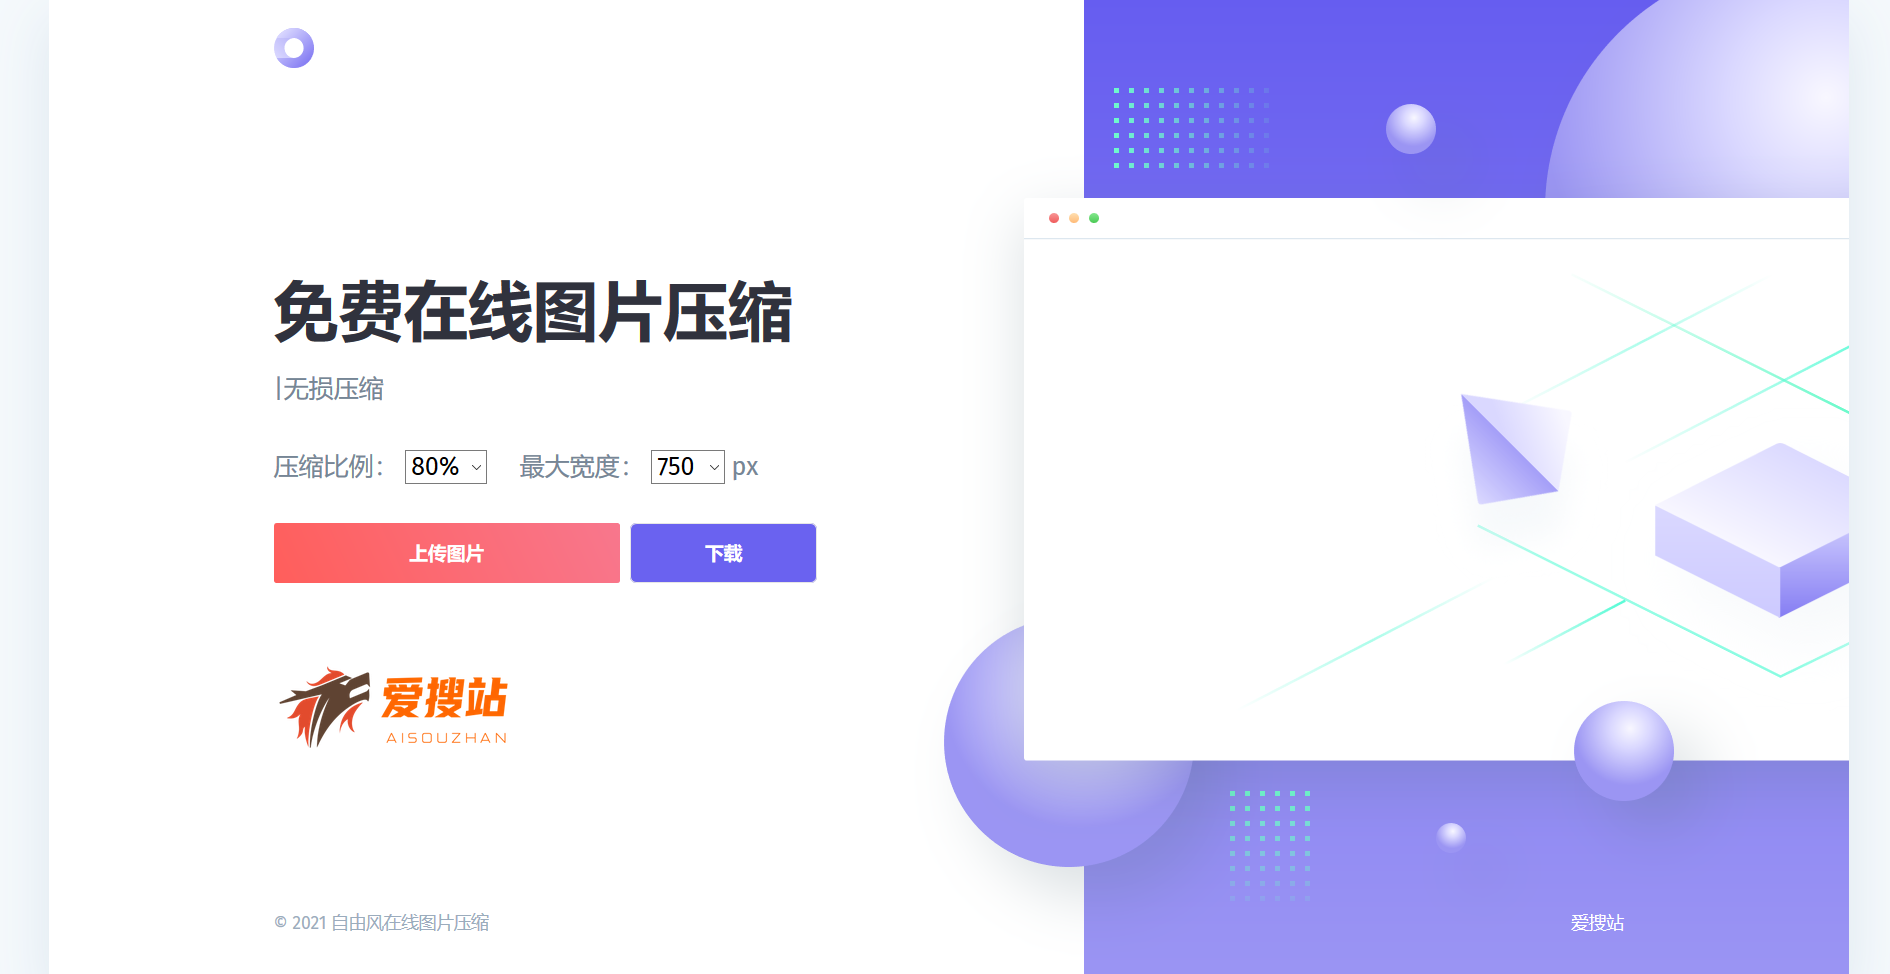 免费在线图片压缩
|无损压缩
压缩比例： 80% 最大宽度： 750 px
上传图片 下载
爱搜站
AISOUZHAN
© 2021 自由风在线图片压缩 爱搜站